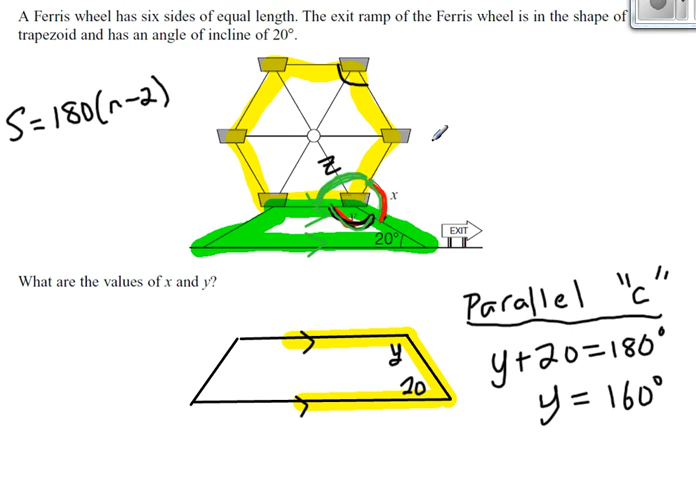 A Ferris wheel has six sides of equal length. The exit ramp of the Ferris wheel is in the shape of
trapezoid and has an angle of incline of 20°.
S=180(n-2)
z
x
y
20°
EXIT
What are the values of x and y?
Parallel "C"
y
20
y+20=180°
y = 160°